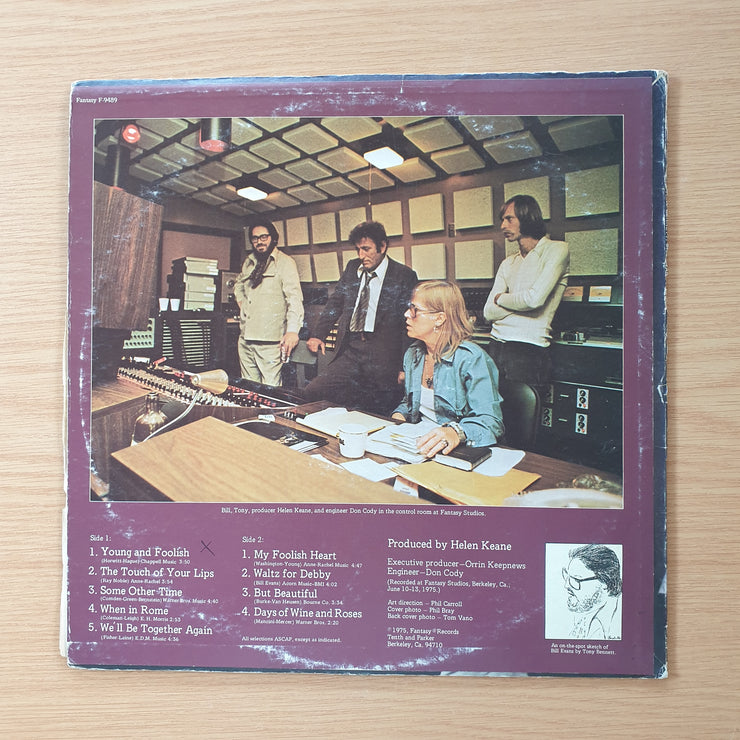 Fantasy F-9489
Bill, Tony, producer Helen Keane, and engineer Don Cody in the control room at Fantasy Studios.
Side 1:
1. Young and Foolish
(Horwitt-Hague) Chappell Music 3:50
2. The Touch of Your Lips
(Ray Noble) Anne-Rachel 3:54
3. Some Other Time
(Comden-Green-Bernstein) Warner Bros. Music 4:40
4. When in Rome
(Coleman-Leigh) E. H. Morris 2:53
5. We'll Be Together Again
(Fisher-Laine) E.D.M. Music 4:36
Side 2:
1. My Foolish Heart
(Washington-Young) Anne-Rachel Music 4:47
2. Waltz for Debby
(Bill Evans) Acorn Music-BMI 4:02
3. But Beautiful
(Burke-Van Heusen) Bourne Co. 3:34
4. Days of Wine and Roses
(Mancini-Mercer) Warner Bros. 2:20
All selections ASCAP, except as indicated.
Produced by Helen Keane
Executive producer—Orrin Keepnews
Engineer—Don Cody
(Recorded at Fantasy Studios, Berkeley, Ca.,
June 10-13, 1975.)
Art direction — Phil Carroll
Cover photo — Phil Bray
Back cover photo — Tom Vano
℗ 1975, Fantasy Records
Tenth and Parker
Berkeley, Ca. 94710
An on-the-spot sketch of
Bill Evans by Tony Bennett.